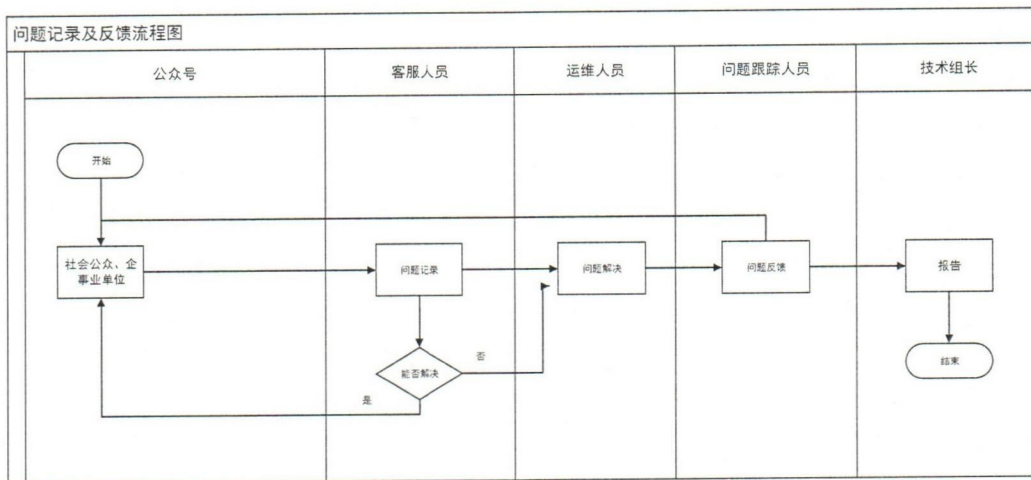 问题记录及反馈流程图
公众号
客服人员
运维人员
问题跟踪人员
技术组长
开始
社会公众、企
事业单位
问题记录
问题解决
问题反馈
报告
能否解决
否
是
结束